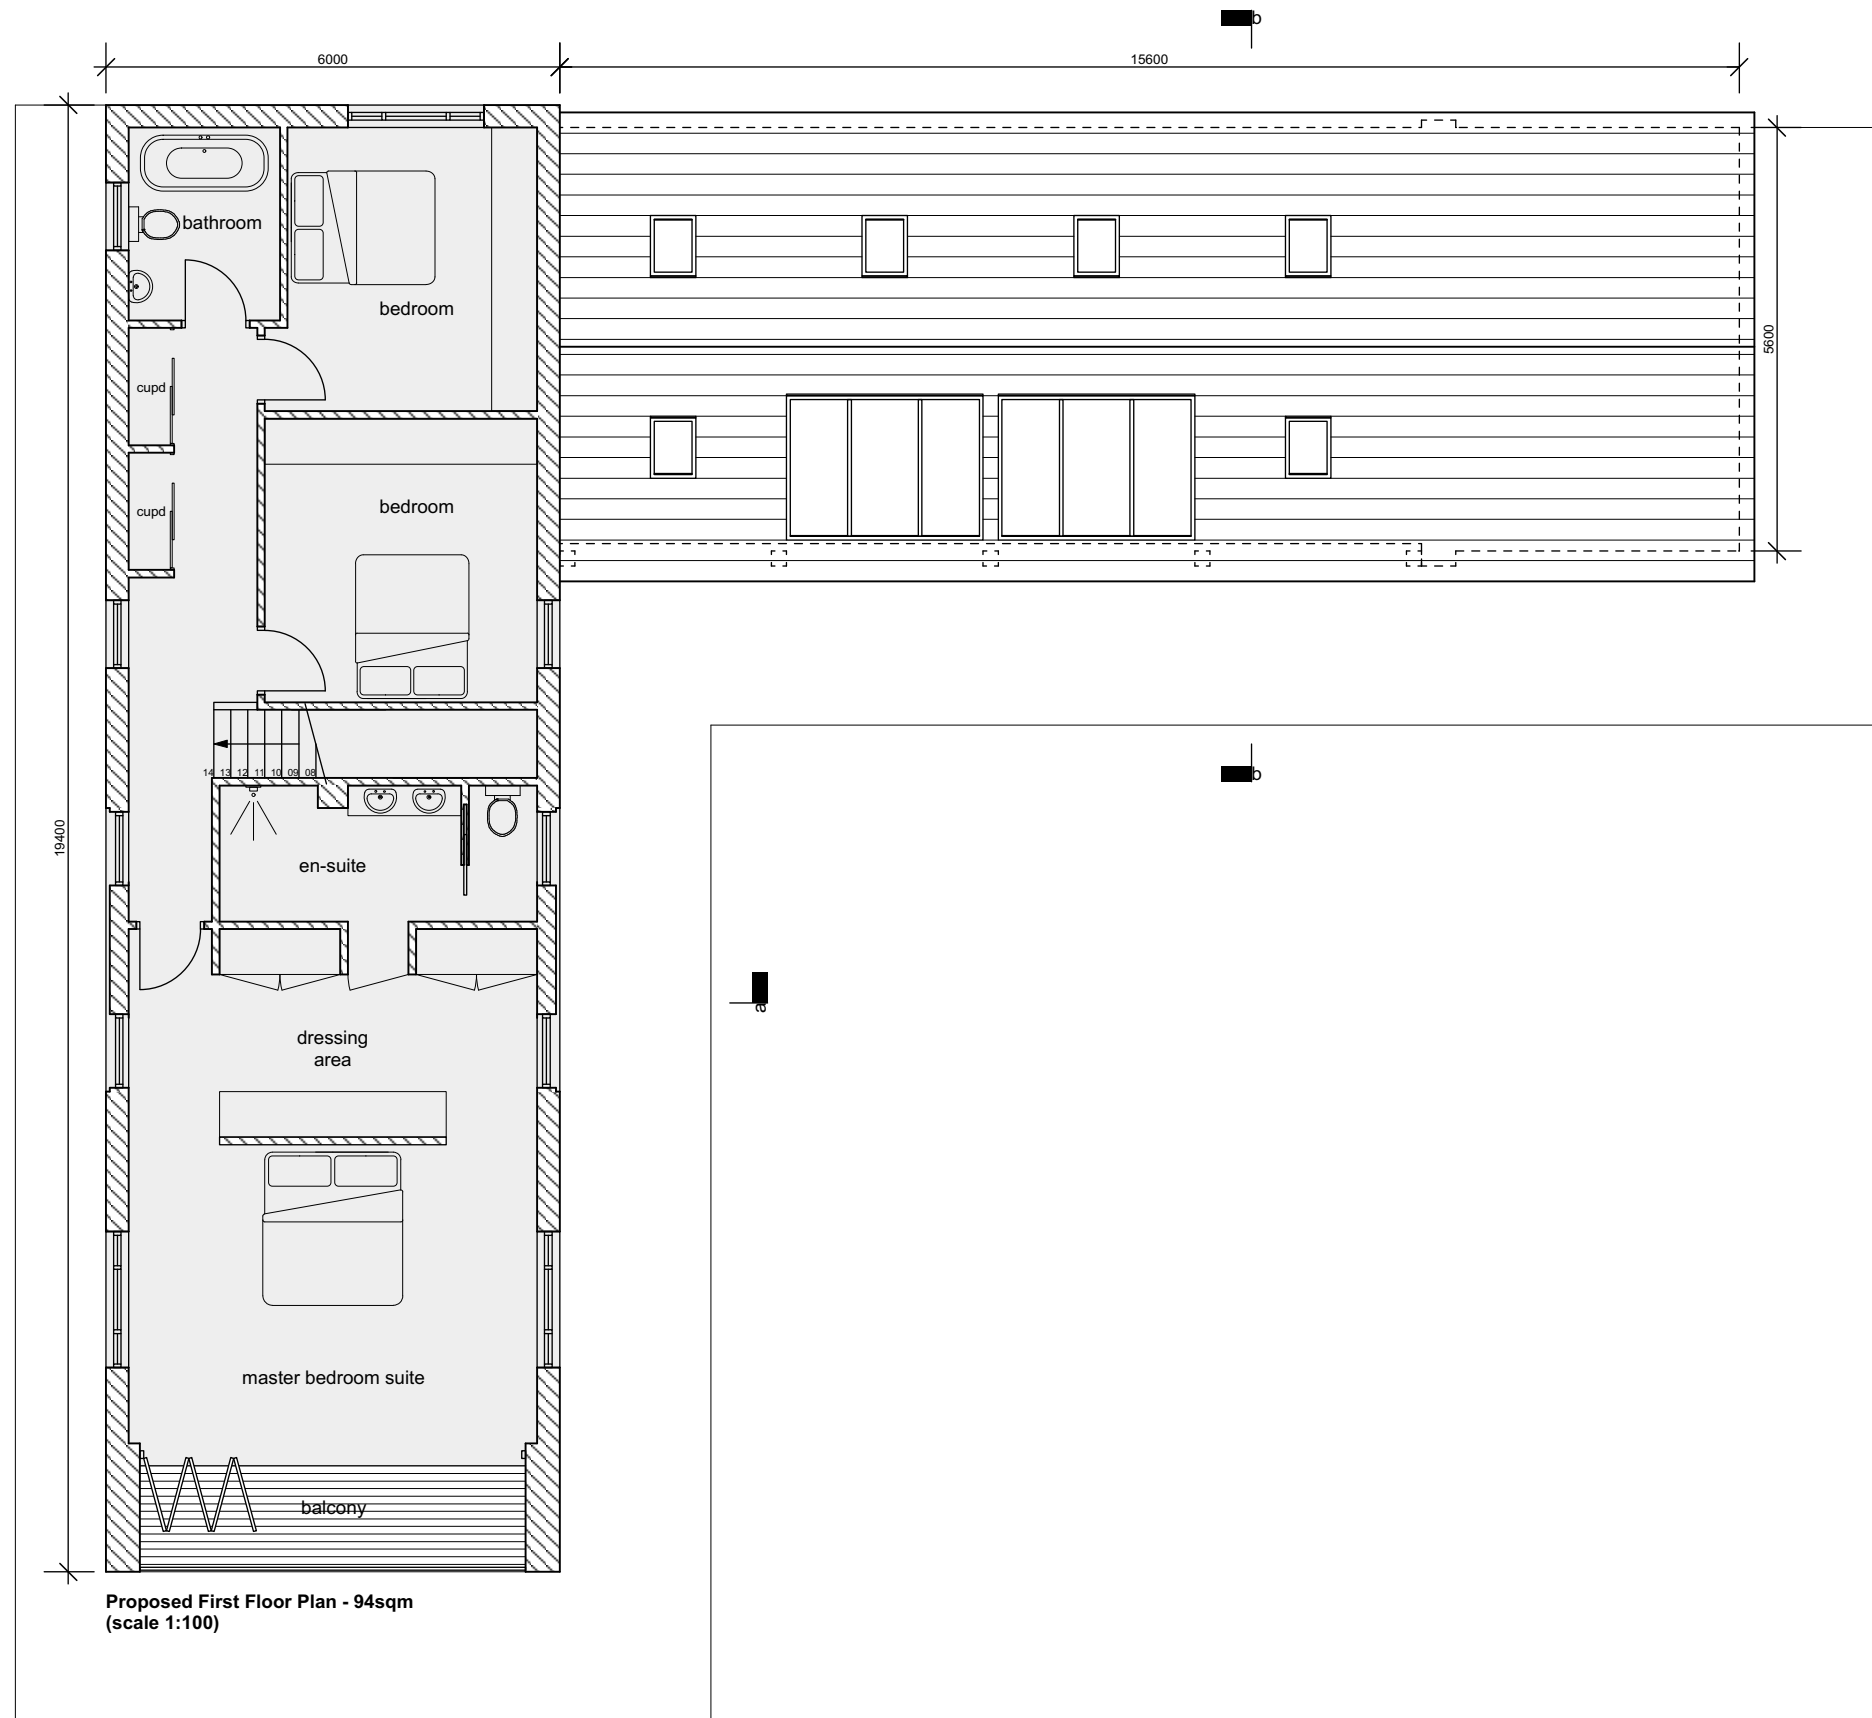 b
6000
15600
bathroom
bedroom
5600
cupd
bedroom
cupd
14 13 12 11 10 09 08
b
19400
en-suite
a
dressing
area
master bedroom suite
balcony
Proposed First Floor Plan - 94sqm
(scale 1:100)